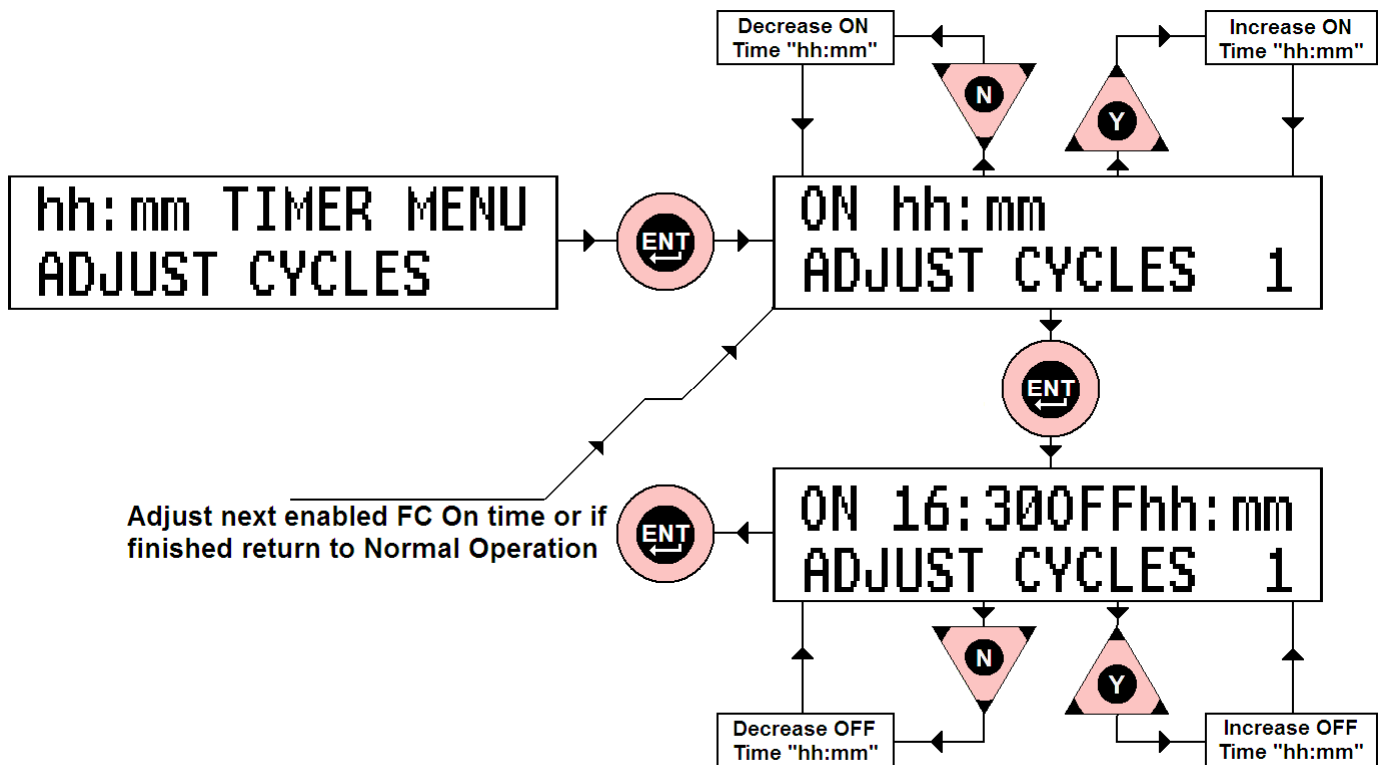 Decrease ON
Time "hh:mm"
N
Y
Increase ON
Time "hh:mm"
hh:mm TIMER MENU
ADJUST CYCLES
ENT
ON hh:mm
ADJUST CYCLES 1
ENT
Adjust next enabled FC On time or if
finished return to Normal Operation
ENT
ON 16:30OFFhh:mm
ADJUST CYCLES 1
Decrease OFF
Time "hh:mm"
N
Y
Increase OFF
Time "hh:mm"